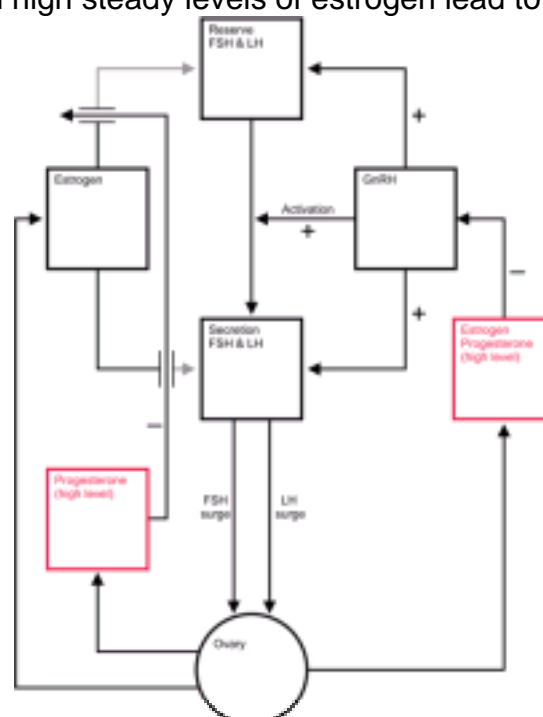 high steady levels of estrogen lead to
Reserve
FSH & LH
+
Estrogen
GnRH
Activation
+
−
+
Secretion
FSH & LH
Estrogen
Progesterone
(high level)
−
Progesterone
(high level)
FSH
surge
LH
surge
Ovary